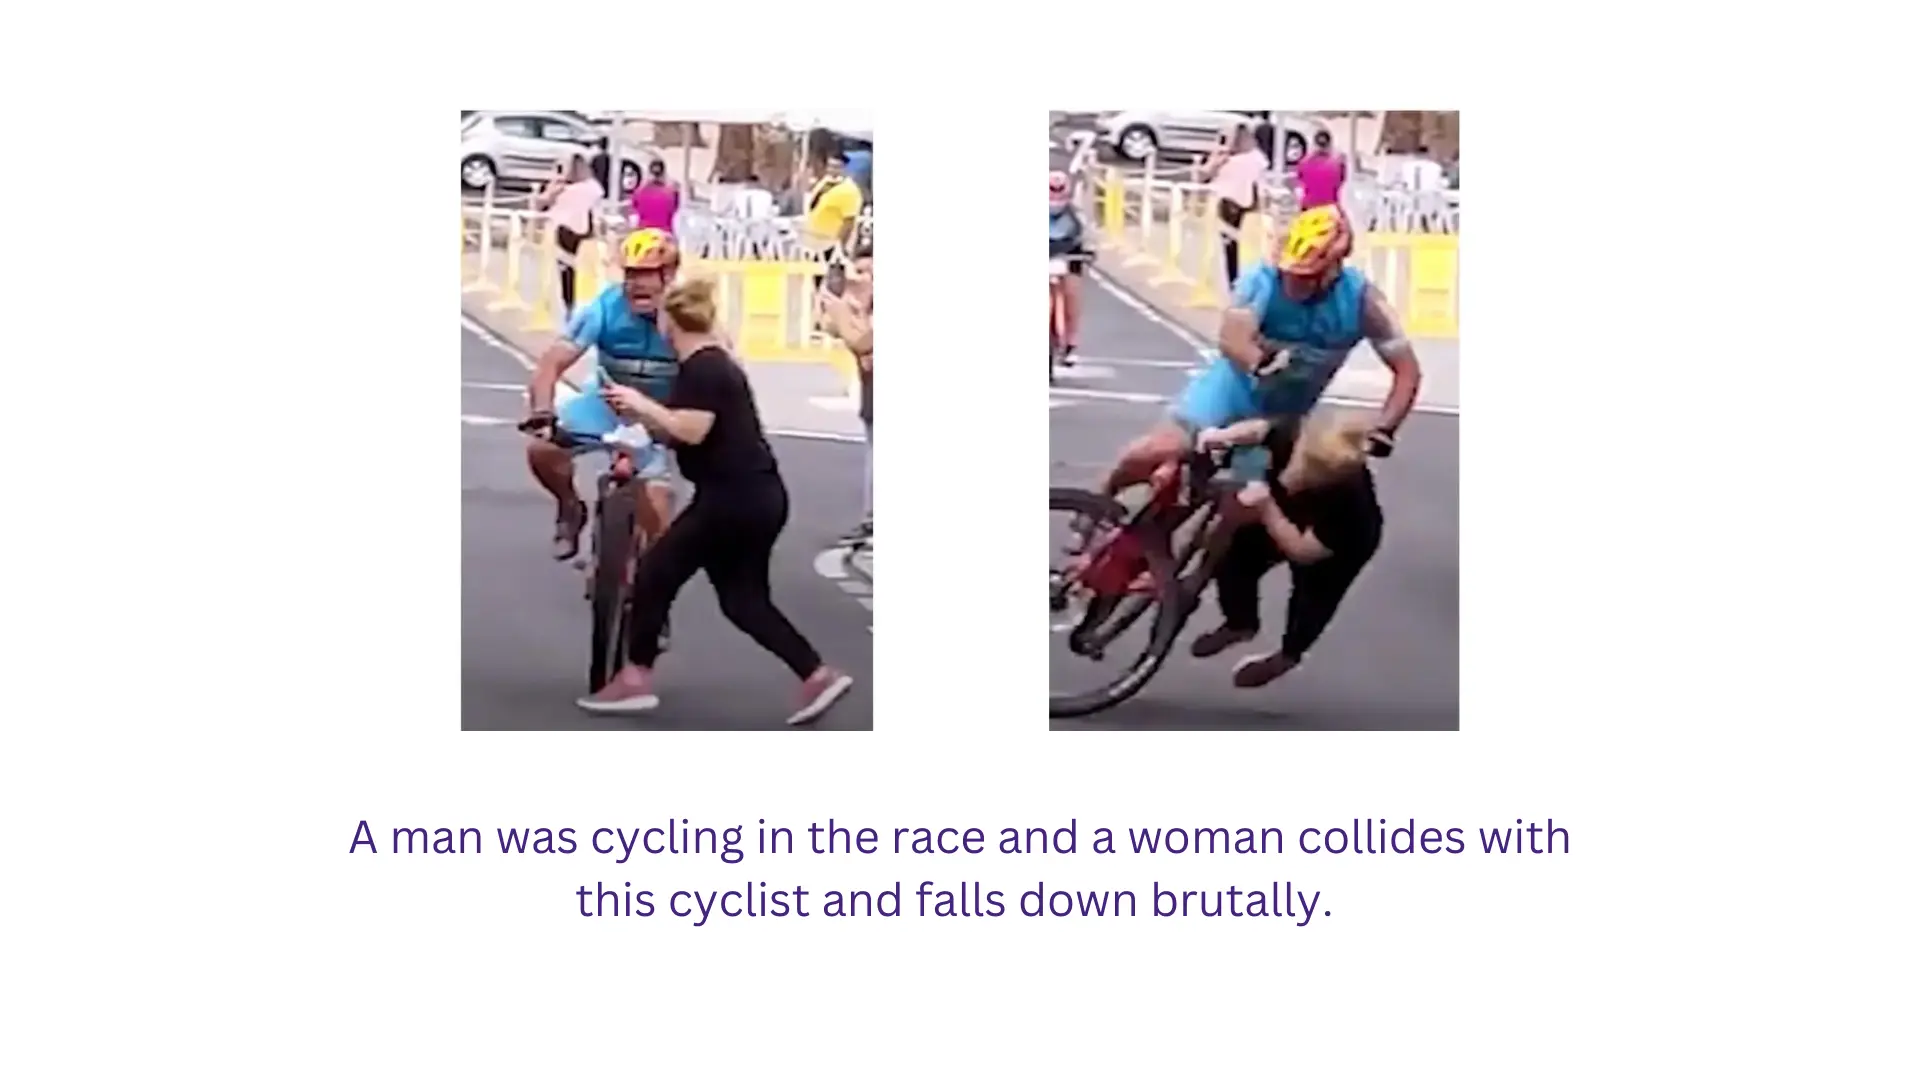 A man was cycling in the race and a woman collides with
this cyclist and falls down brutally.